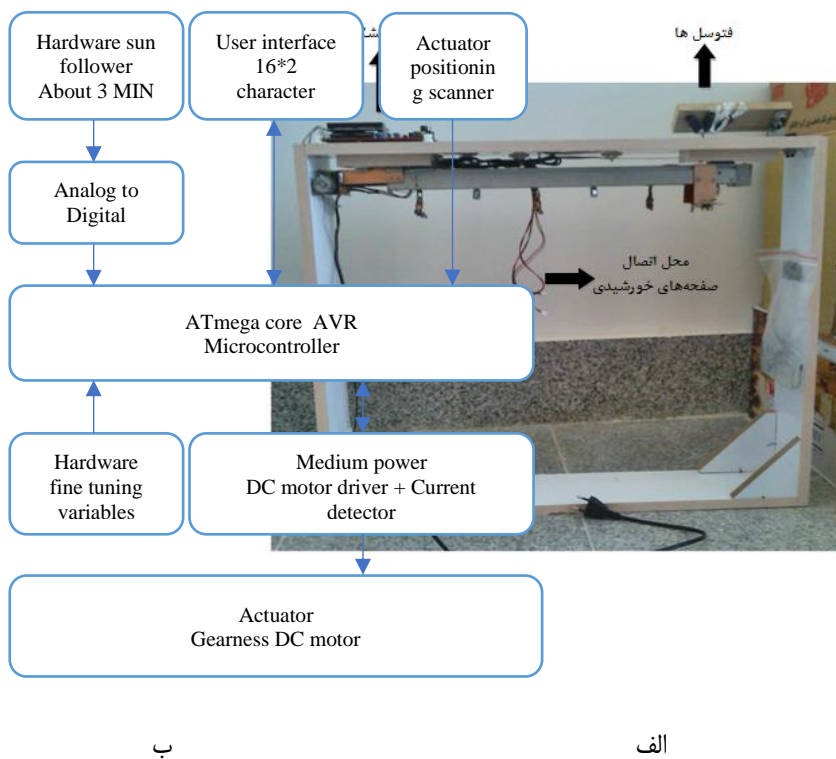 Hardware sun
follower
About 3 MIN
User interface
16*2
character
Actuator
positionin
g scanner
فتوسل ها
Analog to
Digital
محل اتصال
صفحه‌های خورشیدی
ATmega core AVR
Microcontroller
Hardware
fine tuning
variables
Medium power
DC motor driver + Current
detector
Actuator
Gearness DC motor
ب
الف